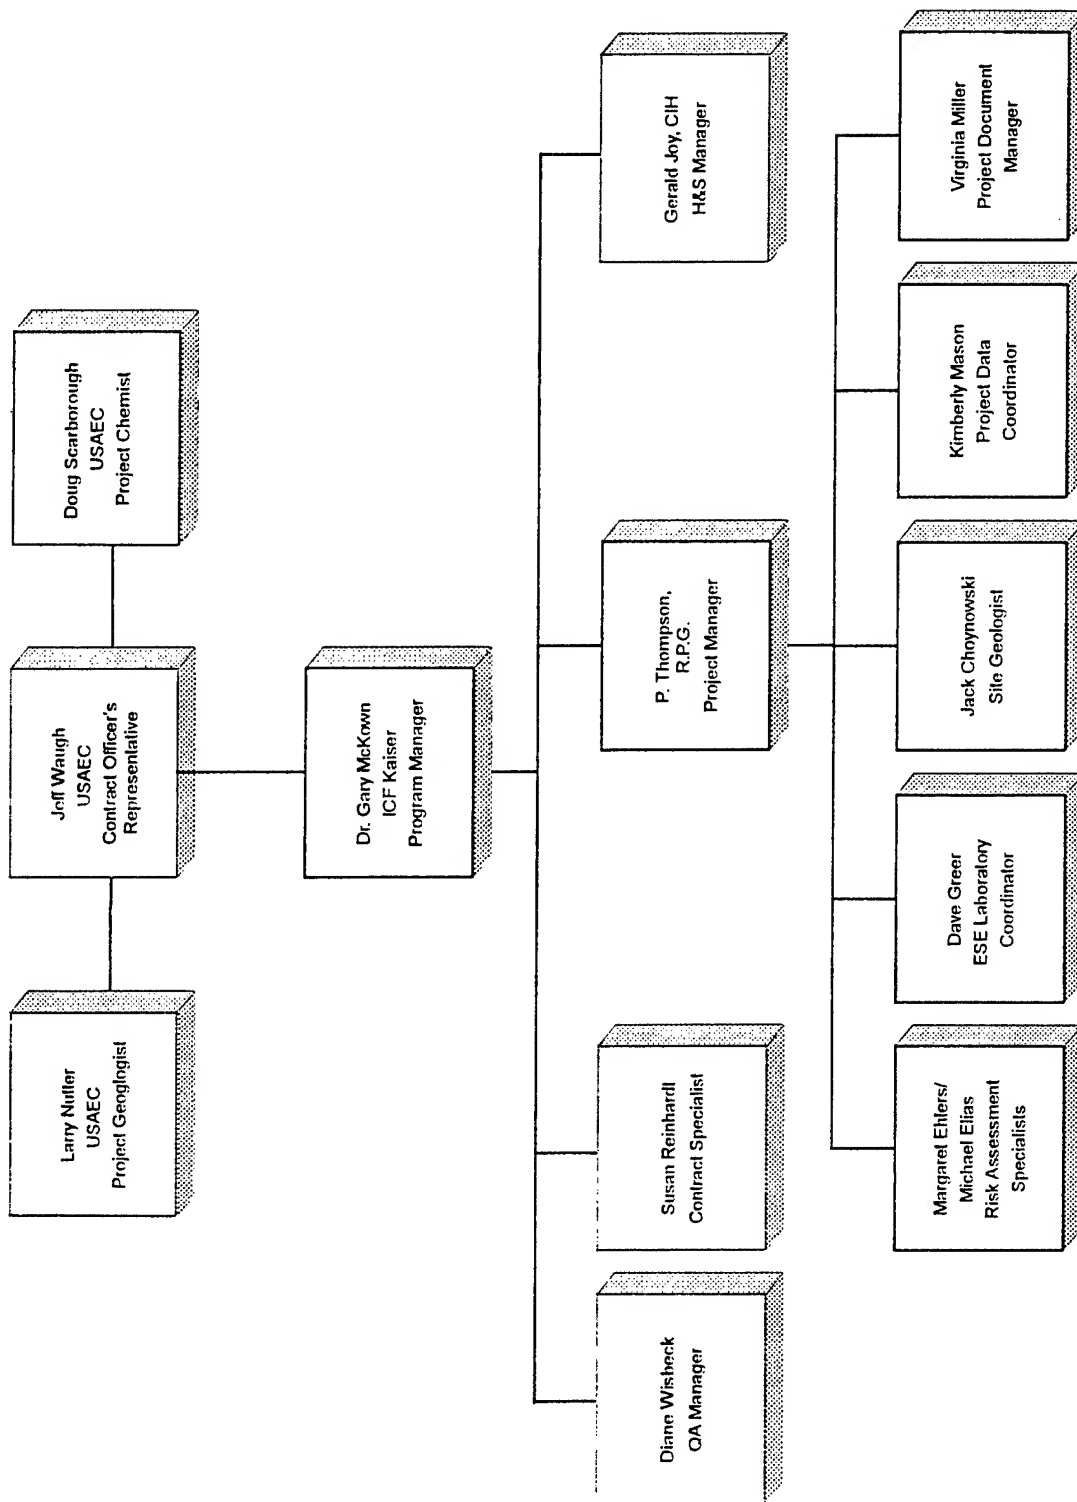 Larry Nutter
USAEC
Project Geoglogist
Jeff Waugh
USAEC
Contract Officer's
Representative
Doug Scarborough
USAEC
Project Chemist
Dr. Gary McKown
ICF Kaiser
Program Manager
Diane Wisbeck
QA Manager
Susan Reinhardt
Contract Specialist
P. Thompson,
R.P.G.
Project Manager
Gerald Joy, CIH
H&S Manager
Margaret Ehlers/
Michael Elias
Risk Assessment
Specialists
Dave Greer
ESE Laboratory
Coordinator
Jack Choynowski
Site Geologist
Kimberly Mason
Project Data
Coordinator
Virginia Miller
Project Document
Manager